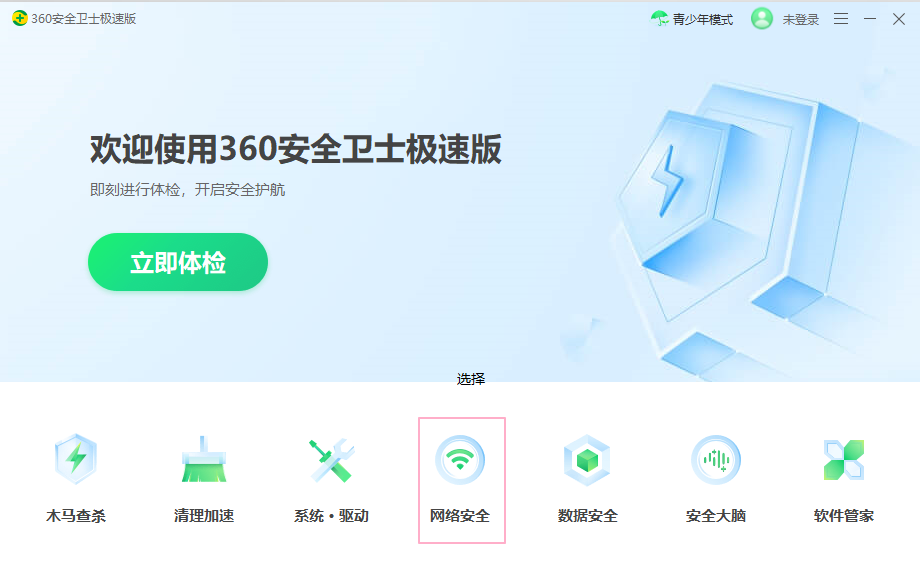 360安全卫士极速版
青少年模式
未登录
欢迎使用360安全卫士极速版
即刻进行体检，开启安全护航
立即体检
选择
木马查杀
清理加速
系统·驱动
网络安全
数据安全
安全大脑
软件管家